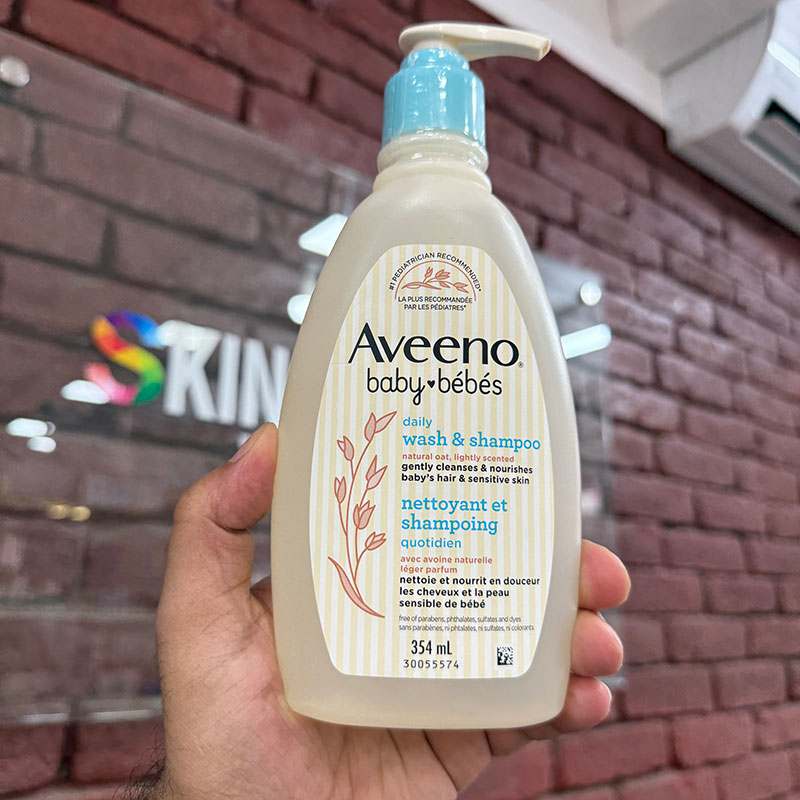 #1 PEDIATRICIAN RECOMMENDED*
LA PLUS RECOMMANDÉE
PAR LES PÉDIATRES*
Aveeno®
baby♥bébés
daily
wash & shampoo
natural oat, lightly scented
gently cleanses & nourishes
baby's hair & sensitive skin
nettoyant et
shampoing
quotidien
avec avoine naturelle
léger parfum
nettoie et nourrit en douceur
les cheveux et la peau
sensible de bébé
free of parabens, phthalates, sulfates and dyes
sans parabènes, ni phtalates, ni sulfates, ni colorants
354 mL
30055574
SKIN